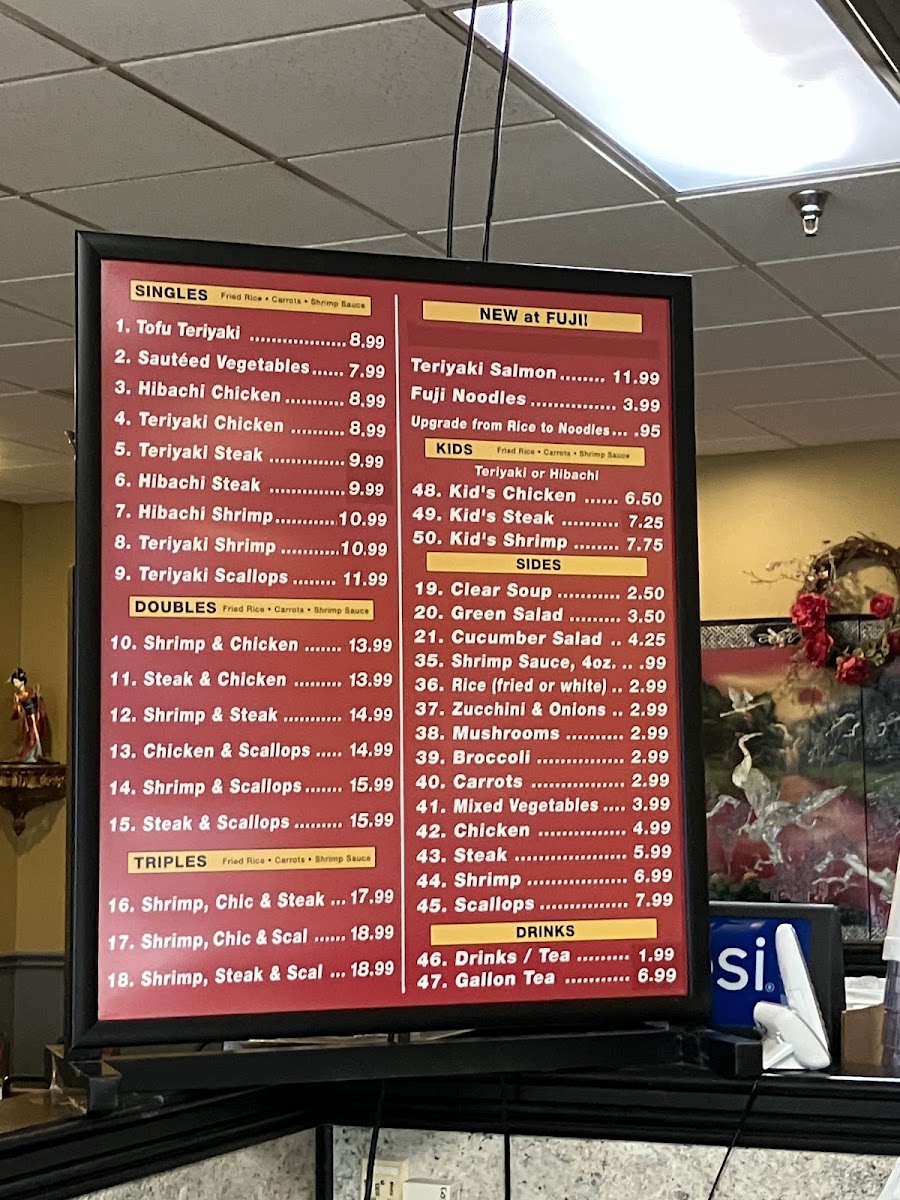 SINGLES Fried Rice • Carrots • Shrimp Sauce
1. Tofu Teriyaki ..................8.99
2. Sautéed Vegetables...... 7.99
3. Hibachi Chicken ........... 8.99
4. Teriyaki Chicken .......... 8.99
5. Teriyaki Steak .............. 9.99
6. Hibachi Steak .............. 9.99
7. Hibachi Shrimp............10.99
8. Teriyaki Shrimp ...........10.99
9. Teriyaki Scallops ........ 11.99
DOUBLES Fried Rice • Carrots • Shrimp Sauce
10. Shrimp & Chicken ....... 13.99
11. Steak & Chicken ......... 13.99
12. Shrimp & Steak ........... 14.99
13. Chicken & Scallops ..... 14.99
14. Shrimp & Scallops....... 15.99
15. Steak & Scallops ......... 15.99
TRIPLES Fried Rice • Carrots • Shrimp Sauce
16. Shrimp, Chic & Steak ... 17.99
17. Shrimp, Chic & Scal ...... 18.99
18. Shrimp, Steak & Scal ... 18.99
NEW at FUJI!
Teriyaki Salmon........ 11.99
Fuji Noodles............... 3.99
Upgrade from Rice to Noodles... .95
KIDS Fried Rice • Carrots • Shrimp Sauce
Teriyaki or Hibachi
48. Kid's Chicken ...... 6.50
49. Kid's Steak .......... 7.25
50. Kid's Shrimp ........ 7.75
SIDES
19. Clear Soup ........... 2.50
20. Green Salad .......... 3.50
21. Cucumber Salad .. 4.25
35. Shrimp Sauce, 4oz. .. .99
36. Rice (fried or white) .. 2.99
37. Zucchini & Onions .. 2.99
38. Mushrooms .......... 2.99
39. Broccoli ............... 2.99
40. Carrots ................ 2.99
41. Mixed Vegetables .... 3.99
42. Chicken ............... 4.99
43. Steak ................... 5.99
44. Shrimp ................. 6.99
45. Scallops ............... 7.99
DRINKS
46. Drinks / Tea ......... 1.99
47. Gallon Tea ........... 6.99
si